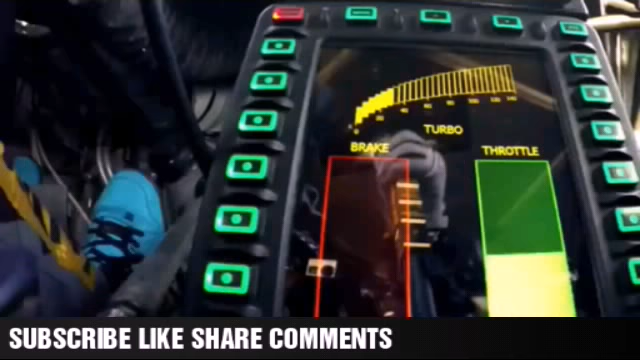 TURBO
BRAKE
THROTTLE
SUBSCRIBE LIKE SHARE COMMENTS